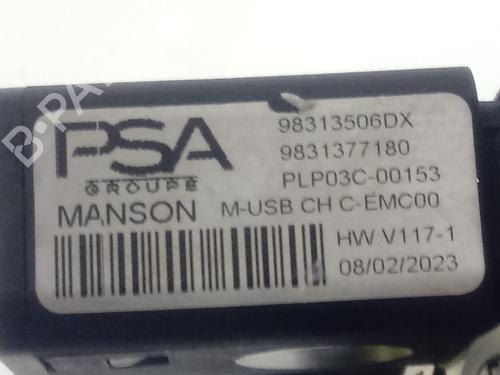 PSA
GROUPE
MANSON
98313506DX
9831377180
PLP03C-00153
M-USB CH C-EMC00
HW V117-1
08/02/2023
B-PA